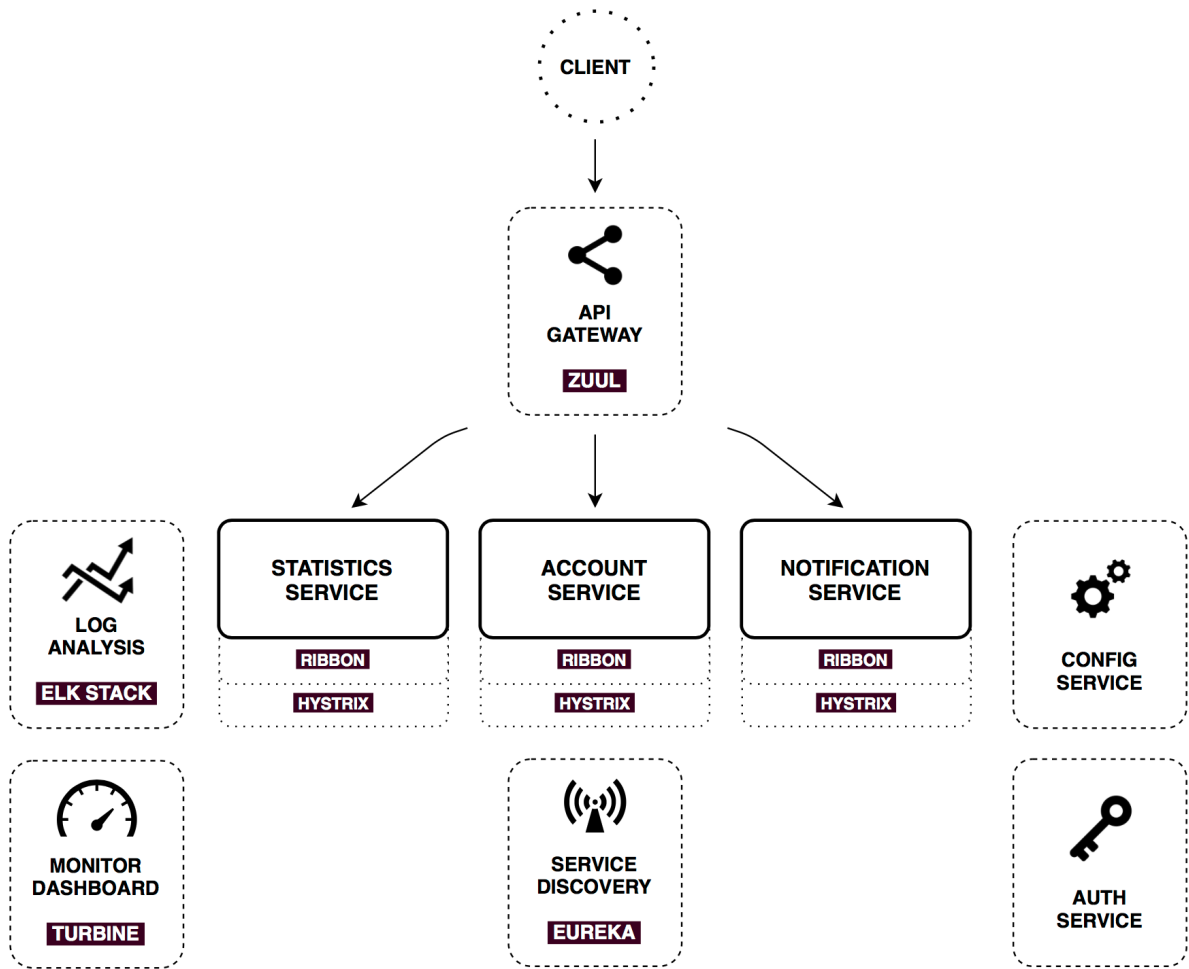 CLIENT
API
GATEWAY
ZUUL
LOG
ANALYSIS
ELK STACK
STATISTICS
SERVICE
RIBBON
HYSTRIX
ACCOUNT
SERVICE
RIBBON
HYSTRIX
NOTIFICATION
SERVICE
RIBBON
HYSTRIX
CONFIG
SERVICE
MONITOR
DASHBOARD
TURBINE
SERVICE
DISCOVERY
EUREKA
AUTH
SERVICE